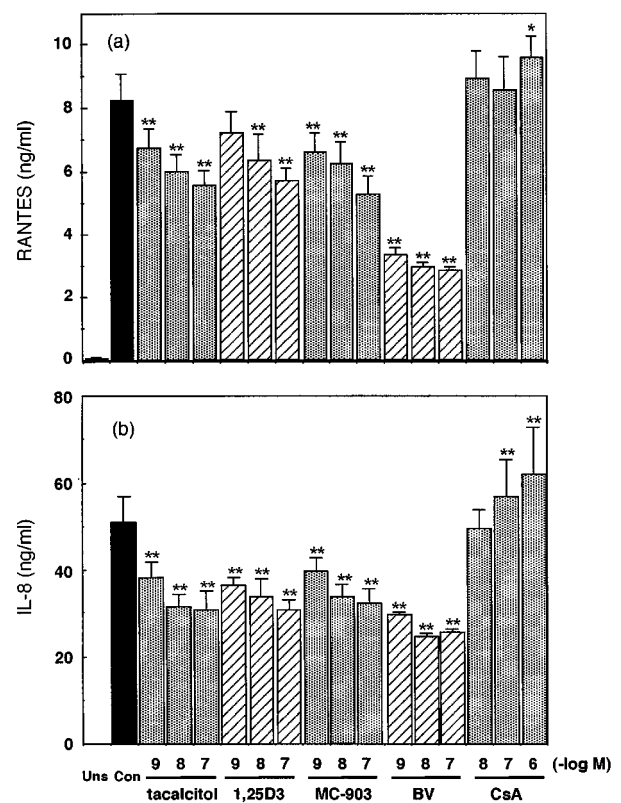 (a)
RANTES (ng/ml)
10
8
6
4
2
0
** ** ** ** ** ** ** ** ** ** ** *
(b)
IL-8 (ng/ml)
80
60
40
20
0
** ** ** ** ** ** ** ** ** ** ** ** ** **
Uns Con 9 8 7 9 8 7 9 8 7 9 8 7 8 7 6 (-log M)
tacalcitol 1,25D3 MC-903 BV CsA